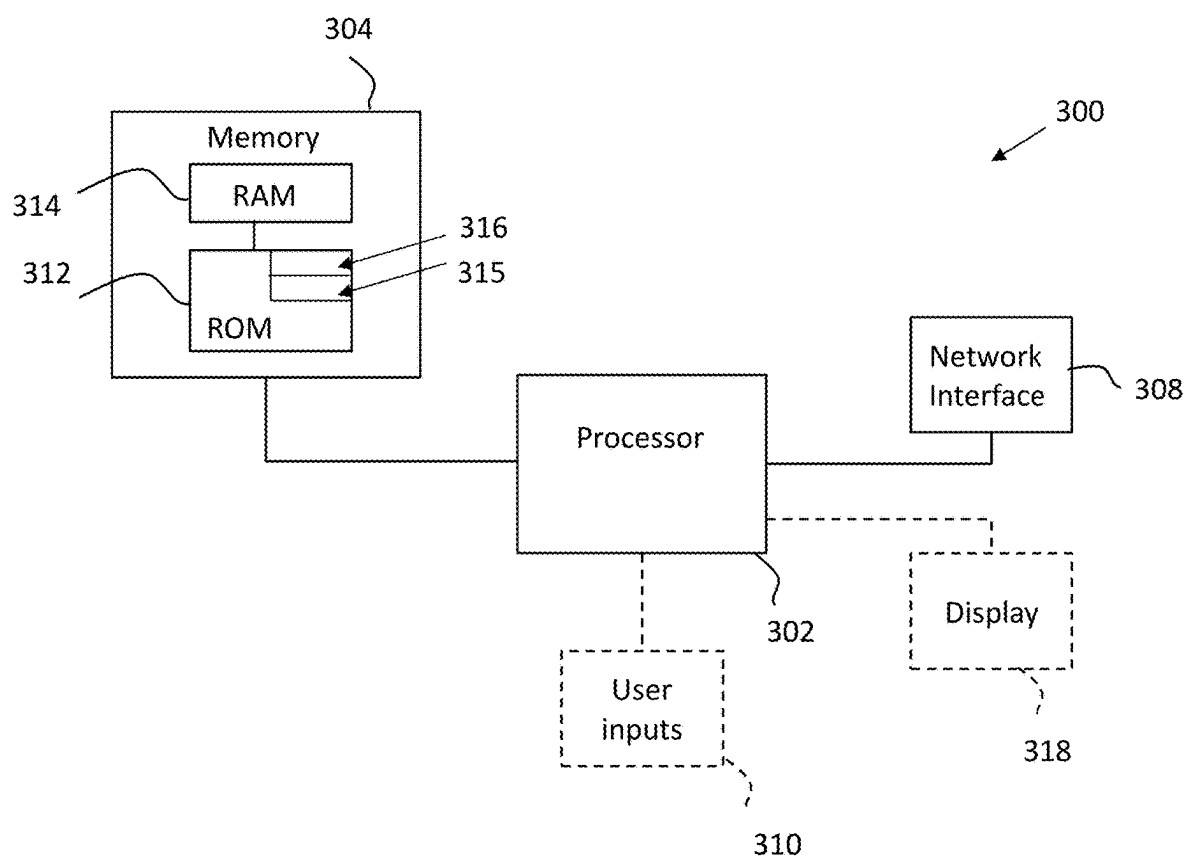 304
300
Memory
RAM
314
316
315
312
ROM
Network
Interface
308
Processor
302
Display
User
inputs
318
310